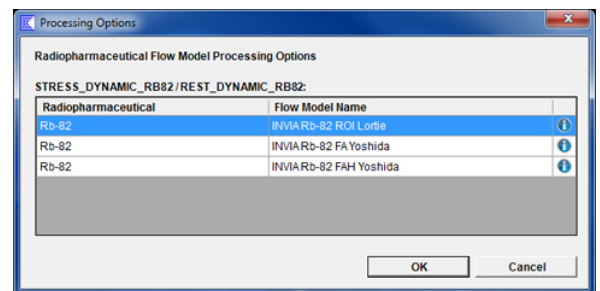 Processing Options
Radiopharmaceutical Flow Model Processing Options
STRESS_DYNAMIC_RB82/REST_DYNAMIC_RB82:
Radiopharmaceutical Flow Model Name
Rb-82 INVIA Rb-82 ROI Lortie
Rb-82 INVIA Rb-82 FA Yoshida
Rb-82 INVIA Rb-82 FAH Yoshida
OK Cancel